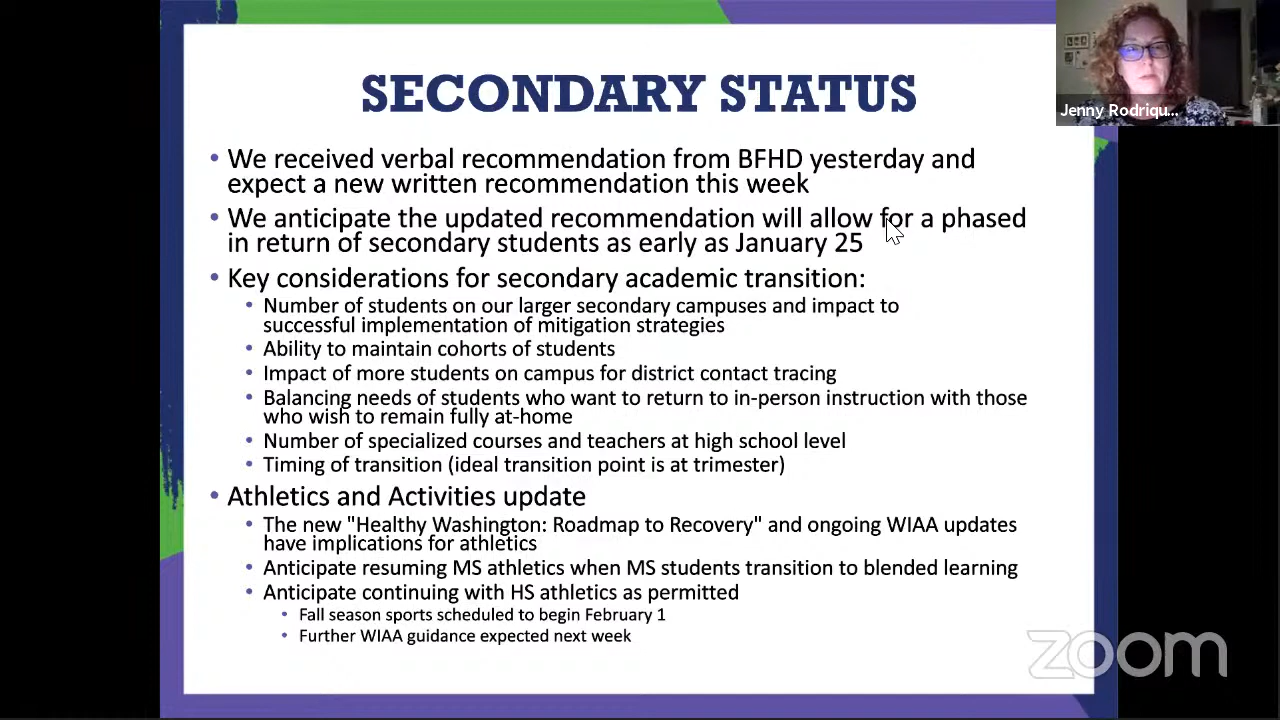 SECONDARY STATUS
Jenny Rodriqu...
• We received verbal recommendation from BFHD yesterday and
expect a new written recommendation this week
• We anticipate the updated recommendation will allow for a phased
in return of secondary students as early as January 25
• Key considerations for secondary academic transition:
• Number of students on our larger secondary campuses and impact to
successful implementation of mitigation strategies
• Ability to maintain cohorts of students
• Impact of more students on campus for district contact tracing
• Balancing needs of students who want to return to in-person instruction with those
who wish to remain fully at-home
• Number of specialized courses and teachers at high school level
• Timing of transition (ideal transition point is at trimester)
• Athletics and Activities update
• The new "Healthy Washington: Roadmap to Recovery" and ongoing WIAA updates
have implications for athletics
• Anticipate resuming MS athletics when MS students transition to blended learning
• Anticipate continuing with HS athletics as permitted
• Fall season sports scheduled to begin February 1
• Further WIAA guidance expected next week
zoom